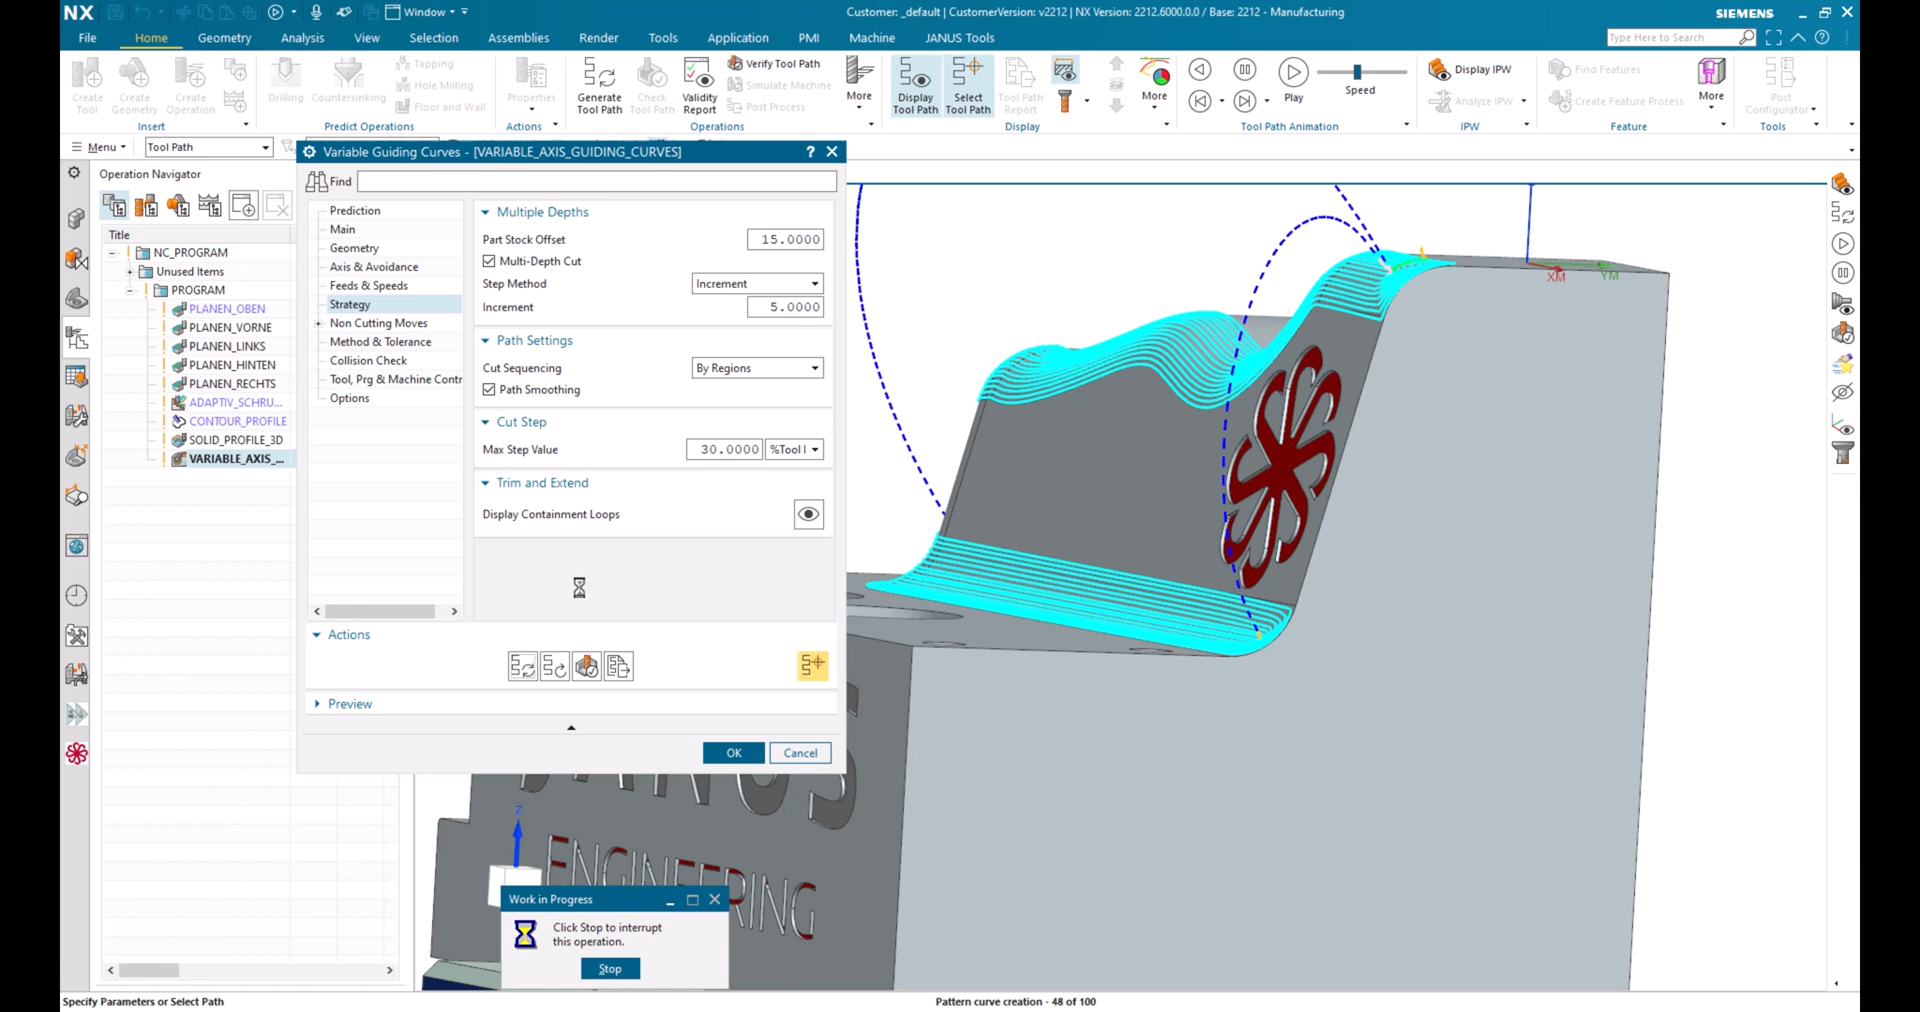 NX
Window
Customer: _default | CustomerVersion: v2212 | NX Version: 2212.6000.0.0 / Base: 2212 - Manufacturing
SIEMENS
File Home Geometry Analysis View Selection Assemblies Render Tools Application PMI Machine JANUS Tools
Type Here to Search
Create Tool
Create Geometry
Create Operation
Insert
Drilling
Countersinking
Tapping
Hole Milling
Floor and Wall
Predict Operations
Properties
Actions
Generate Tool Path
Check Tool Path
Validity Report
Verify Tool Path
Simulate Machine
Post Process
More
Operations
Display Tool Path
Select Tool Path
Tool Path Report
More
Display
Play
Speed
Tool Path Animation
Display IPW
Analyze IPW
IPW
Find Features
Create Feature Process
More
Feature
Post Configurator
Tools
Menu
Tool Path
Operation Navigator
Title
NC_PROGRAM
Unused Items
PROGRAM
PLANEN_OBEN
PLANEN_VORNE
PLANEN_LINKS
PLANEN_HINTEN
PLANEN_RECHTS
ADAPTIV_SCHRU...
CONTOUR_PROFILE
SOLID_PROFILE_3D
VARIABLE_AXIS_...
Variable Guiding Curves - [VARIABLE_AXIS_GUIDING_CURVES]
?
Find
Prediction
Main
Geometry
Axis & Avoidance
Feeds & Speeds
Strategy
Non Cutting Moves
Method & Tolerance
Collision Check
Tool, Prg & Machine Contr
Options
Multiple Depths
Part Stock Offset 15.0000
Multi-Depth Cut
Step Method Increment
Increment 5.0000
Path Settings
Cut Sequencing By Regions
Path Smoothing
Cut Step
Max Step Value 30.0000 %Tool
Trim and Extend
Display Containment Loops
Actions
Preview
OK Cancel
XM
YM
Z
ENGINEERING
Work in Progress
Click Stop to interrupt
this operation.
Stop
Specify Parameters or Select Path
Pattern curve creation - 48 of 100